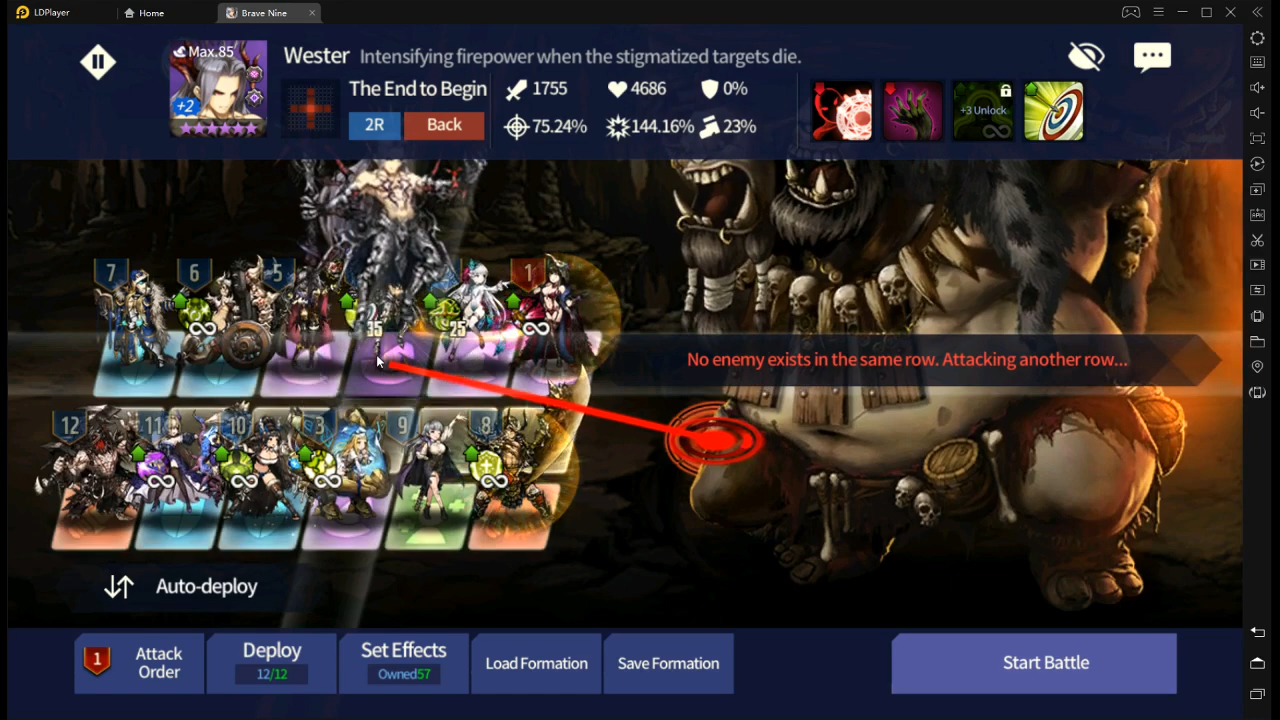 LDPlayer
Home
Brave Nine
Max.85
Wester Intensifying firepower when the stigmatized targets die.
+2
The End to Begin
2R
Back
1755
4686
0%
75.24%
144.16%
23%
+3 Unlock
7
6
5
1
35
25
No enemy exists in the same row. Attacking another row...
12
11
10
3
9
8
Auto-deploy
1
Attack
Order
Deploy
12/12
Set Effects
Owned57
Load Formation
Save Formation
Start Battle